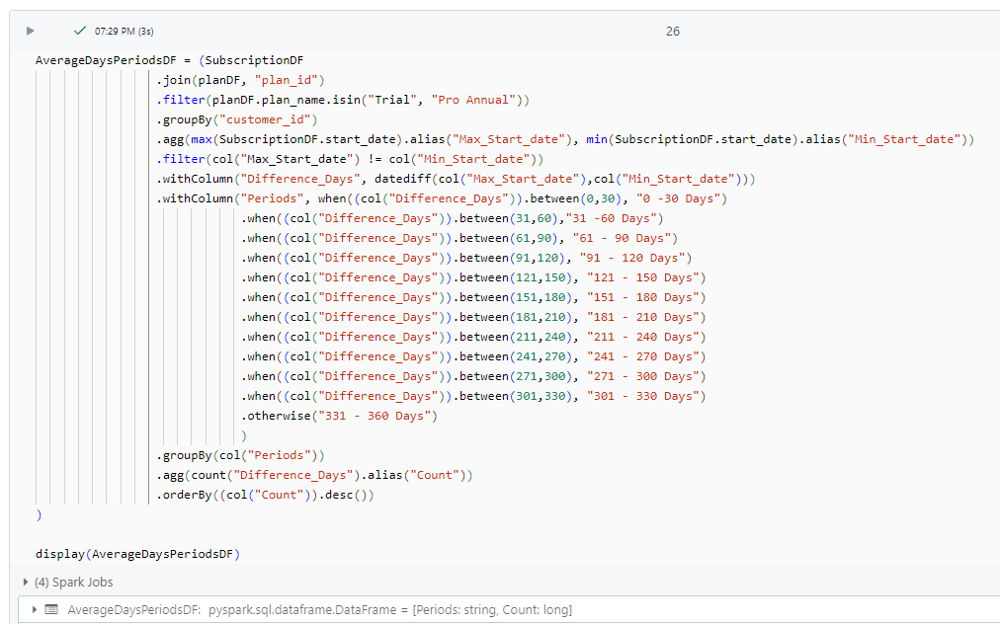 07:29 PM (3s)
26
AverageDaysPeriodsDF = (SubscriptionDF
.join(planDF, "plan_id")
.filter(planDF.plan_name.isin("Trial", "Pro Annual"))
.groupBy("customer_id")
.agg(max(SubscriptionDF.start_date).alias("Max_Start_date"), min(SubscriptionDF.start_date).alias("Min_Start_date"))
.filter(col("Max_Start_date") != col("Min_Start_date"))
.withColumn("Difference_Days", datediff(col("Max_Start_date"),col("Min_Start_date")))
.withColumn("Periods", when((col("Difference_Days")).between(0,30), "0 -30 Days")
.when((col("Difference_Days")).between(31,60),"31 -60 Days")
.when((col("Difference_Days")).between(61,90), "61 - 90 Days")
.when((col("Difference_Days")).between(91,120), "91 - 120 Days")
.when((col("Difference_Days")).between(121,150), "121 - 150 Days")
.when((col("Difference_Days")).between(151,180), "151 - 180 Days")
.when((col("Difference_Days")).between(181,210), "181 - 210 Days")
.when((col("Difference_Days")).between(211,240), "211 - 240 Days")
.when((col("Difference_Days")).between(241,270), "241 - 270 Days")
.when((col("Difference_Days")).between(271,300), "271 - 300 Days")
.when((col("Difference_Days")).between(301,330), "301 - 330 Days")
.otherwise("331 - 360 Days")
)
.groupBy(col("Periods"))
.agg(count("Difference_Days").alias("Count"))
.orderBy((col("Count")).desc())
)
display(AverageDaysPeriodsDF)
(4) Spark Jobs
AverageDaysPeriodsDF: pyspark.sql.dataframe.DataFrame = [Periods: string, Count: long]